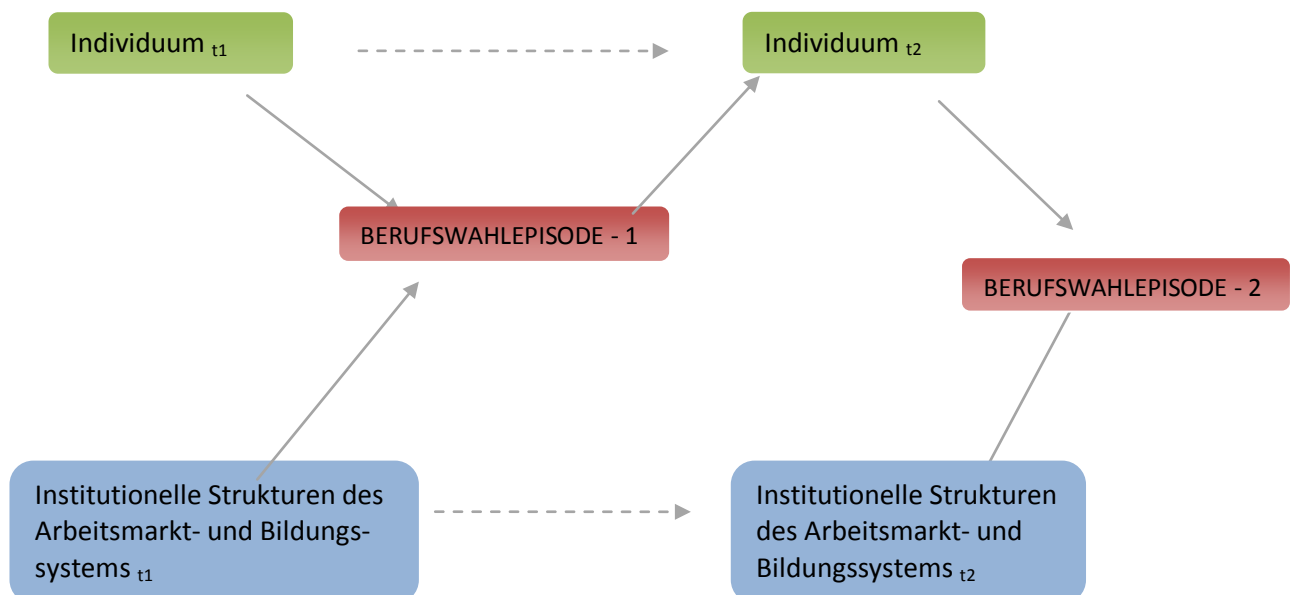 Individuum t1
Individuum t2
BERUFSWAHLEPISODE - 1
BERUFSWAHLEPISODE - 2
Institutionelle Strukturen des
Arbeitsmarkt- und Bildungs-
systems t1
Institutionelle Strukturen
des Arbeitsmarkt- und
Bildungssystems t2